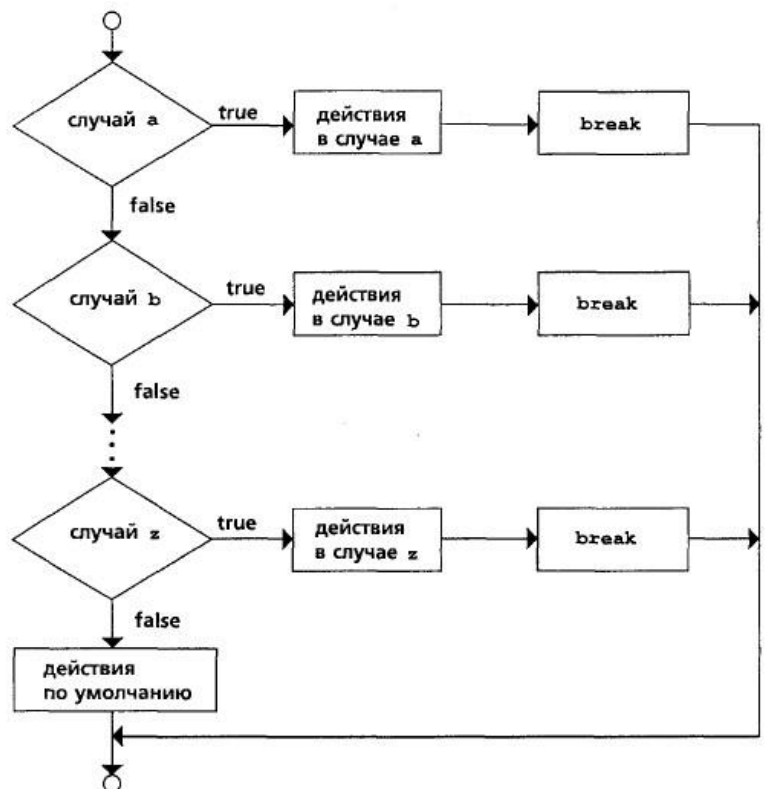 случай a
true
действия
в случае a
break
false
случай b
true
действия
в случае b
break
false
случай z
true
действия
в случае z
break
false
действия
по умолчанию